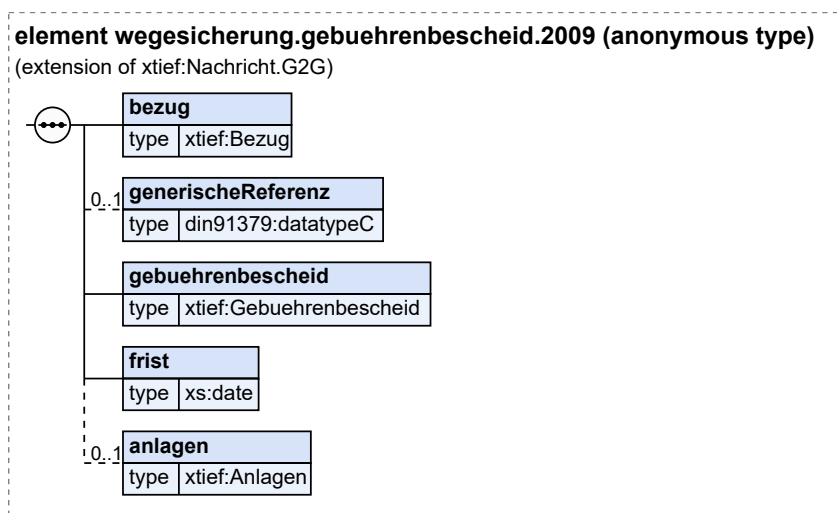 element wegesicherung.gebuehrenbescheid.2009 (anonymous type)
(extension of xtief:Nachricht.G2G)
bezug
type xtief:Bezug
0..1 generischeReferenz
type din91379:datatypeC
gebuehrenbescheid
type xtief:Gebuehrenbescheid
frist
type xs:date
0..1 anlagen
type xtief:Anlagen